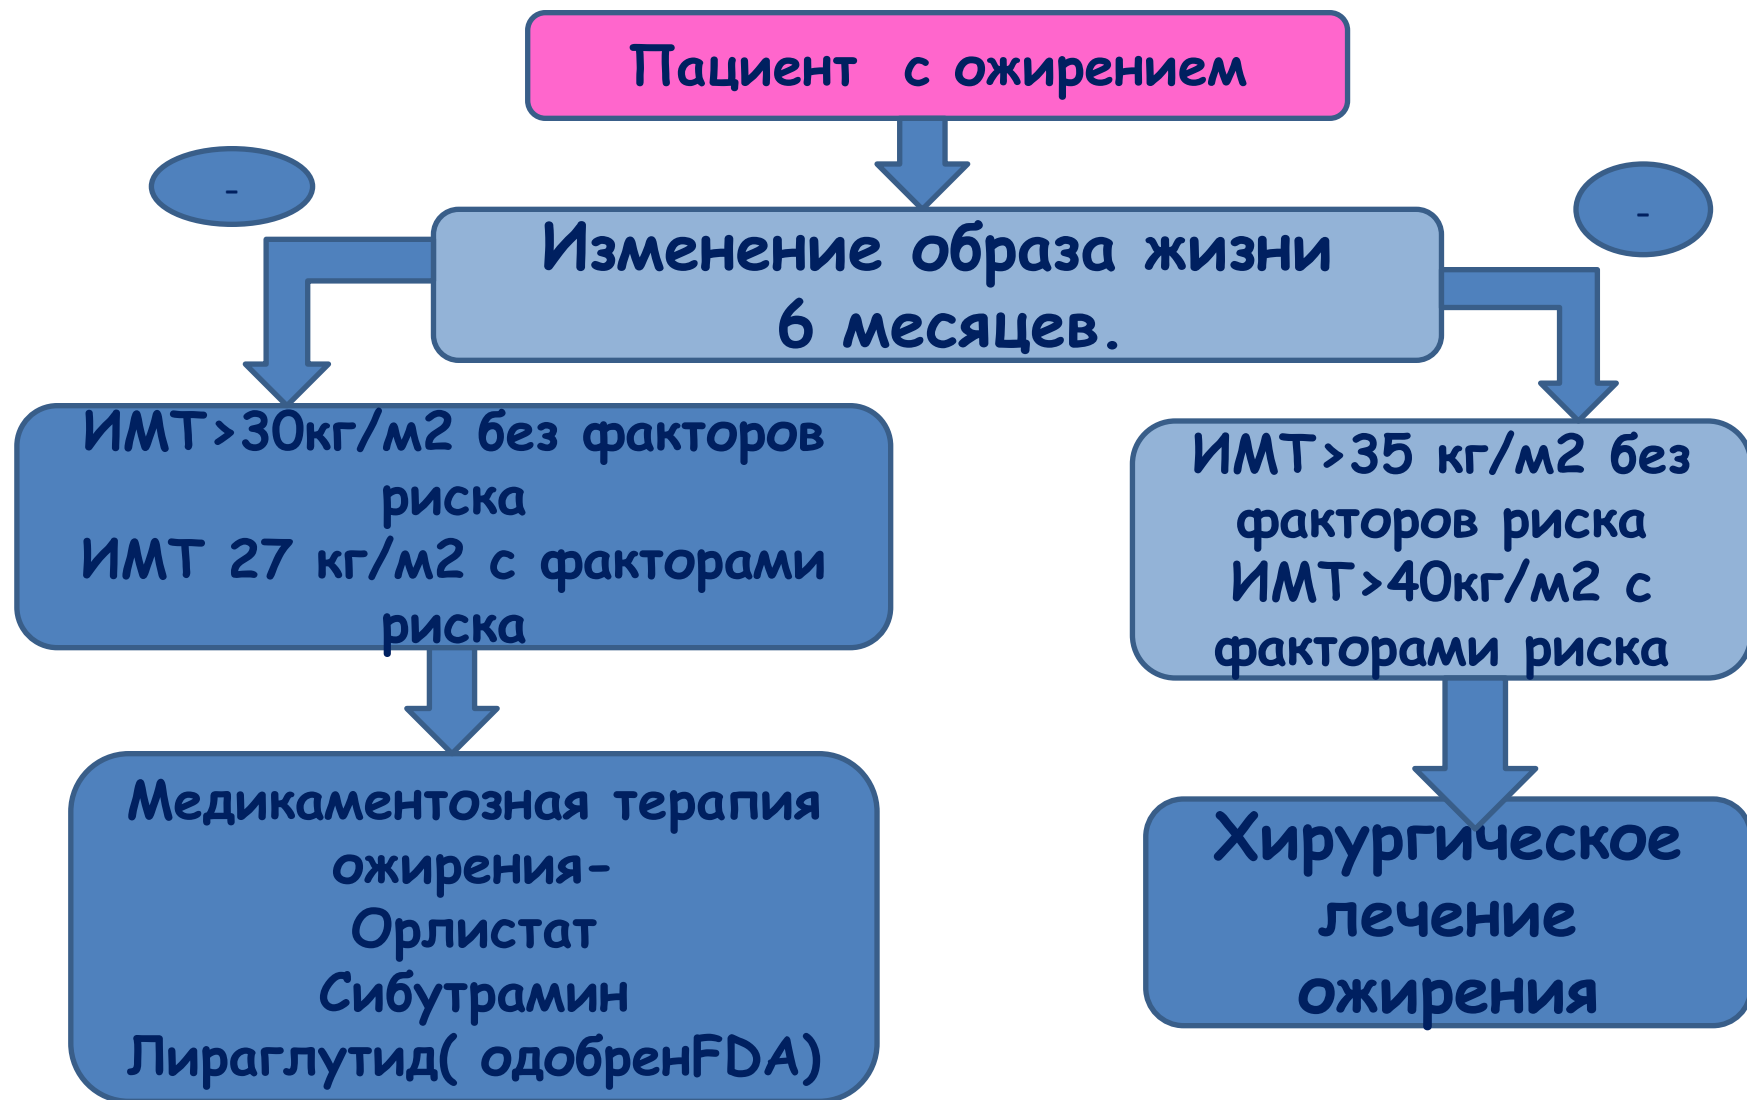 Пациент с ожирением
-
-
Изменение образа жизни
6 месяцев.
ИМТ>30кг/м2 без факторов
риска
ИМТ 27 кг/м2 с факторами
риска
ИМТ>35 кг/м2 без
факторов риска
ИМТ>40кг/м2 с
факторами риска
Медикаментозная терапия
ожирения-
Орлистат
Сибутрамин
Лираглутид( одобренFDA)
Хирургическое
лечение
ожирения